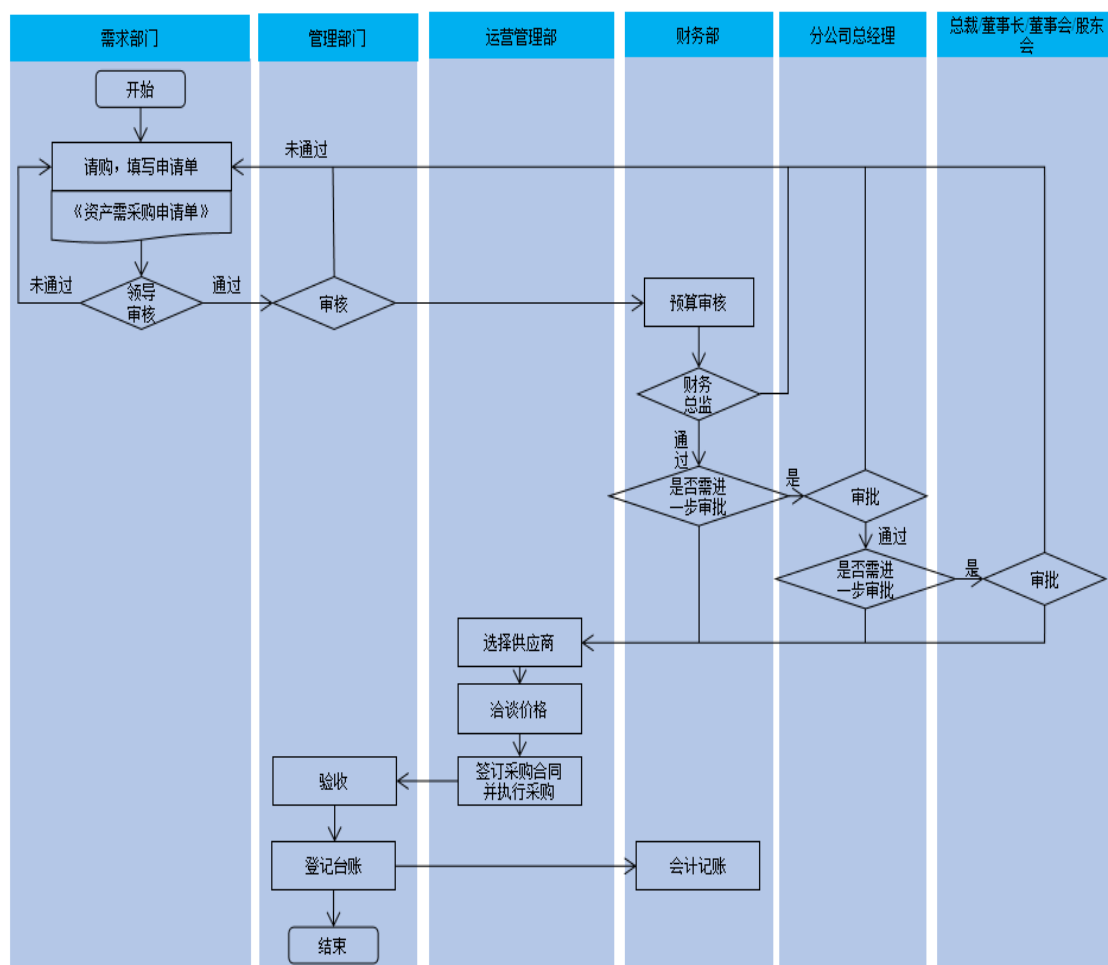 需求部门
管理部门
运营管理部
财务部
分公司总经理
总裁/董事长/董事会/股东
会
开始
未通过
请购，填写申请单
《资产需采购申请单》
未通过
领导
审核
通过
审核
预算审核
财务
总监
通
过
是否需进
一步审批
是
审批
通过
是否需进
一步审批
是
审批
选择供应商
洽谈价格
签订采购合同
并执行采购
验收
登记台账
会计记账
结束